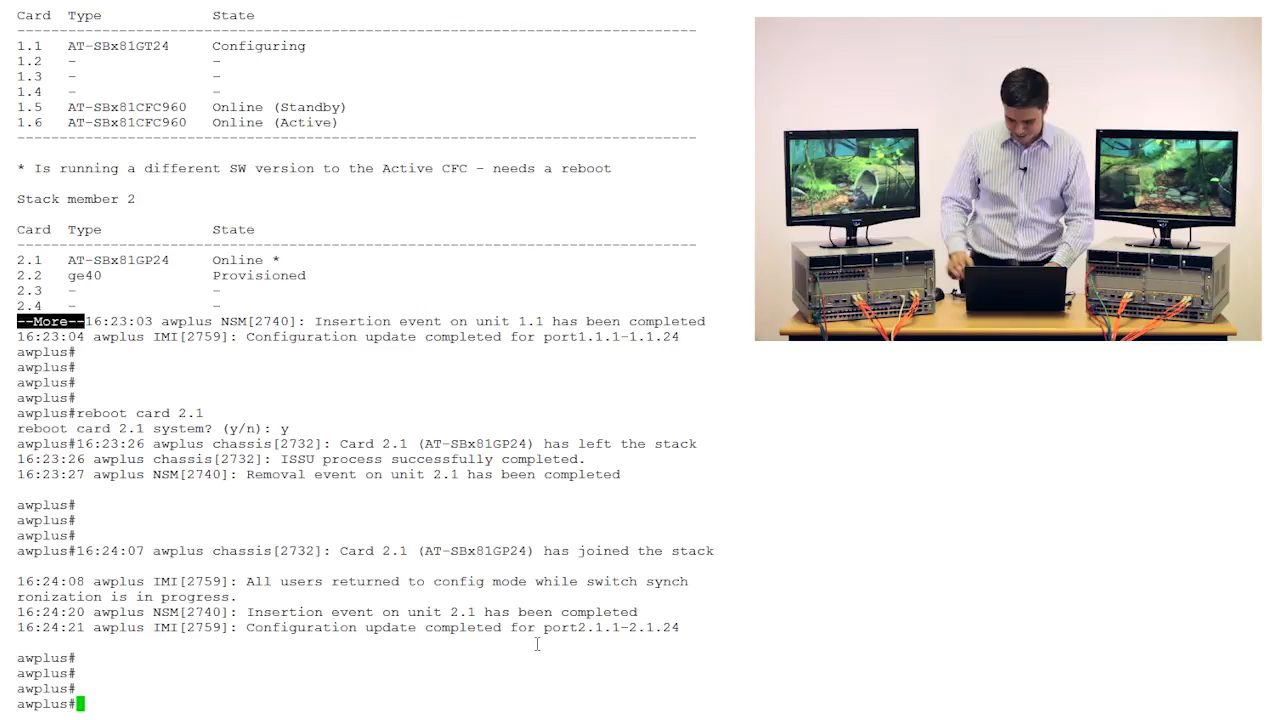 Card  Type             State
--------------------------------------------------------------------------------
1.1   AT-SBx81GT24     Configuring
1.2   -                -
1.3   -                -
1.4   -                -
1.5   AT-SBx81CFC960   Online (Standby)
1.6   AT-SBx81CFC960   Online (Active)
--------------------------------------------------------------------------------
* Is running a different SW version to the Active CFC - needs a reboot
Stack member 2
Card  Type             State
--------------------------------------------------------------------------------
2.1   AT-SBx81GP24     Online *
2.2   ge40             Provisioned
2.3   -                -
2.4   -                -
--More--16:23:03 awplus NSM[2740]: Insertion event on unit 1.1 has been completed
16:23:04 awplus IMI[2759]: Configuration update completed for port1.1.1-1.1.24
awplus#
awplus#
awplus#
awplus#
awplus#reboot card 2.1
reboot card 2.1 system? (y/n): y
awplus#16:23:26 awplus chassis[2732]: Card 2.1 (AT-SBx81GP24) has left the stack
16:23:26 awplus chassis[2732]: ISSU process successfully completed.
16:23:27 awplus NSM[2740]: Removal event on unit 2.1 has been completed
awplus#
awplus#
awplus#
awplus#16:24:07 awplus chassis[2732]: Card 2.1 (AT-SBx81GP24) has joined the stack
16:24:08 awplus IMI[2759]: All users returned to config mode while switch synch
ronization is in progress.
16:24:20 awplus NSM[2740]: Insertion event on unit 2.1 has been completed
16:24:21 awplus IMI[2759]: Configuration update completed for port2.1.1-2.1.24
awplus#
awplus#
awplus#
awplus#